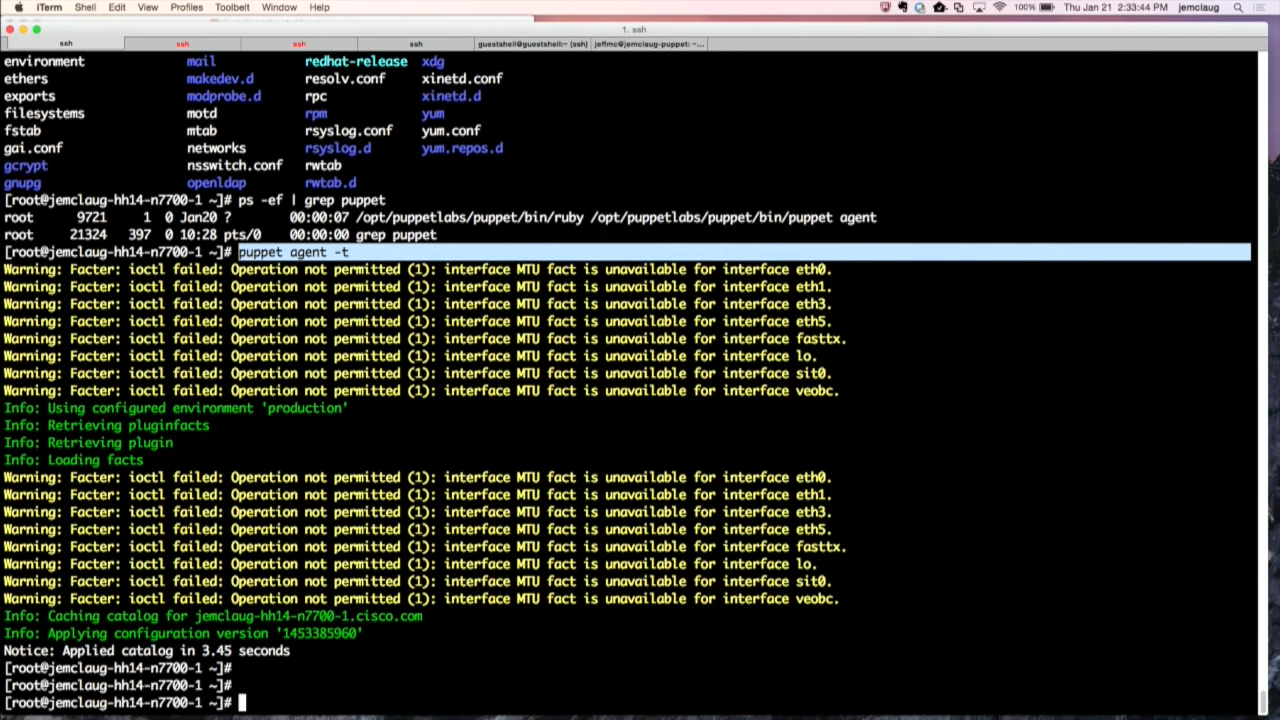 iTerm Shell Edit View Profiles Toolbelt Window Help 100% Thu Jan 21 2:33:44 PM jemclaug
1. ssh
ssh ssh ssh ssh guestshell@guestshell:~ (ssh) jeffmc@jemclaug-puppet: ~...
environment mail redhat-release xdg
ethers makedev.d resolv.conf xinetd.conf
exports modprobe.d rpc xinetd.d
filesystems motd rpm yum
fstab mtab rsyslog.conf yum.conf
gai.conf networks rsyslog.d yum.repos.d
gcrypt nsswitch.conf rwtab
gnupg openldap rwtab.d
[root@jemclaug-hh14-n7700-1 ~]# ps -ef | grep puppet
root 9721 1 0 Jan20 ? 00:00:07 /opt/puppetlabs/puppet/bin/ruby /opt/puppetlabs/puppet/bin/puppet agent
root 21324 397 0 10:28 pts/0 00:00:00 grep puppet
[root@jemclaug-hh14-n7700-1 ~]# puppet agent -t
Warning: Facter: ioctl failed: Operation not permitted (1): interface MTU fact is unavailable for interface eth0.
Warning: Facter: ioctl failed: Operation not permitted (1): interface MTU fact is unavailable for interface eth1.
Warning: Facter: ioctl failed: Operation not permitted (1): interface MTU fact is unavailable for interface eth3.
Warning: Facter: ioctl failed: Operation not permitted (1): interface MTU fact is unavailable for interface eth5.
Warning: Facter: ioctl failed: Operation not permitted (1): interface MTU fact is unavailable for interface fasttx.
Warning: Facter: ioctl failed: Operation not permitted (1): interface MTU fact is unavailable for interface lo.
Warning: Facter: ioctl failed: Operation not permitted (1): interface MTU fact is unavailable for interface sit0.
Warning: Facter: ioctl failed: Operation not permitted (1): interface MTU fact is unavailable for interface veobc.
Info: Using configured environment 'production'
Info: Retrieving pluginfacts
Info: Retrieving plugin
Info: Loading facts
Warning: Facter: ioctl failed: Operation not permitted (1): interface MTU fact is unavailable for interface eth0.
Warning: Facter: ioctl failed: Operation not permitted (1): interface MTU fact is unavailable for interface eth1.
Warning: Facter: ioctl failed: Operation not permitted (1): interface MTU fact is unavailable for interface eth3.
Warning: Facter: ioctl failed: Operation not permitted (1): interface MTU fact is unavailable for interface eth5.
Warning: Facter: ioctl failed: Operation not permitted (1): interface MTU fact is unavailable for interface fasttx.
Warning: Facter: ioctl failed: Operation not permitted (1): interface MTU fact is unavailable for interface lo.
Warning: Facter: ioctl failed: Operation not permitted (1): interface MTU fact is unavailable for interface sit0.
Warning: Facter: ioctl failed: Operation not permitted (1): interface MTU fact is unavailable for interface veobc.
Info: Caching catalog for jemclaug-hh14-n7700-1.cisco.com
Info: Applying configuration version '1453385960'
Notice: Applied catalog in 3.45 seconds
[root@jemclaug-hh14-n7700-1 ~]#
[root@jemclaug-hh14-n7700-1 ~]#
[root@jemclaug-hh14-n7700-1 ~]#